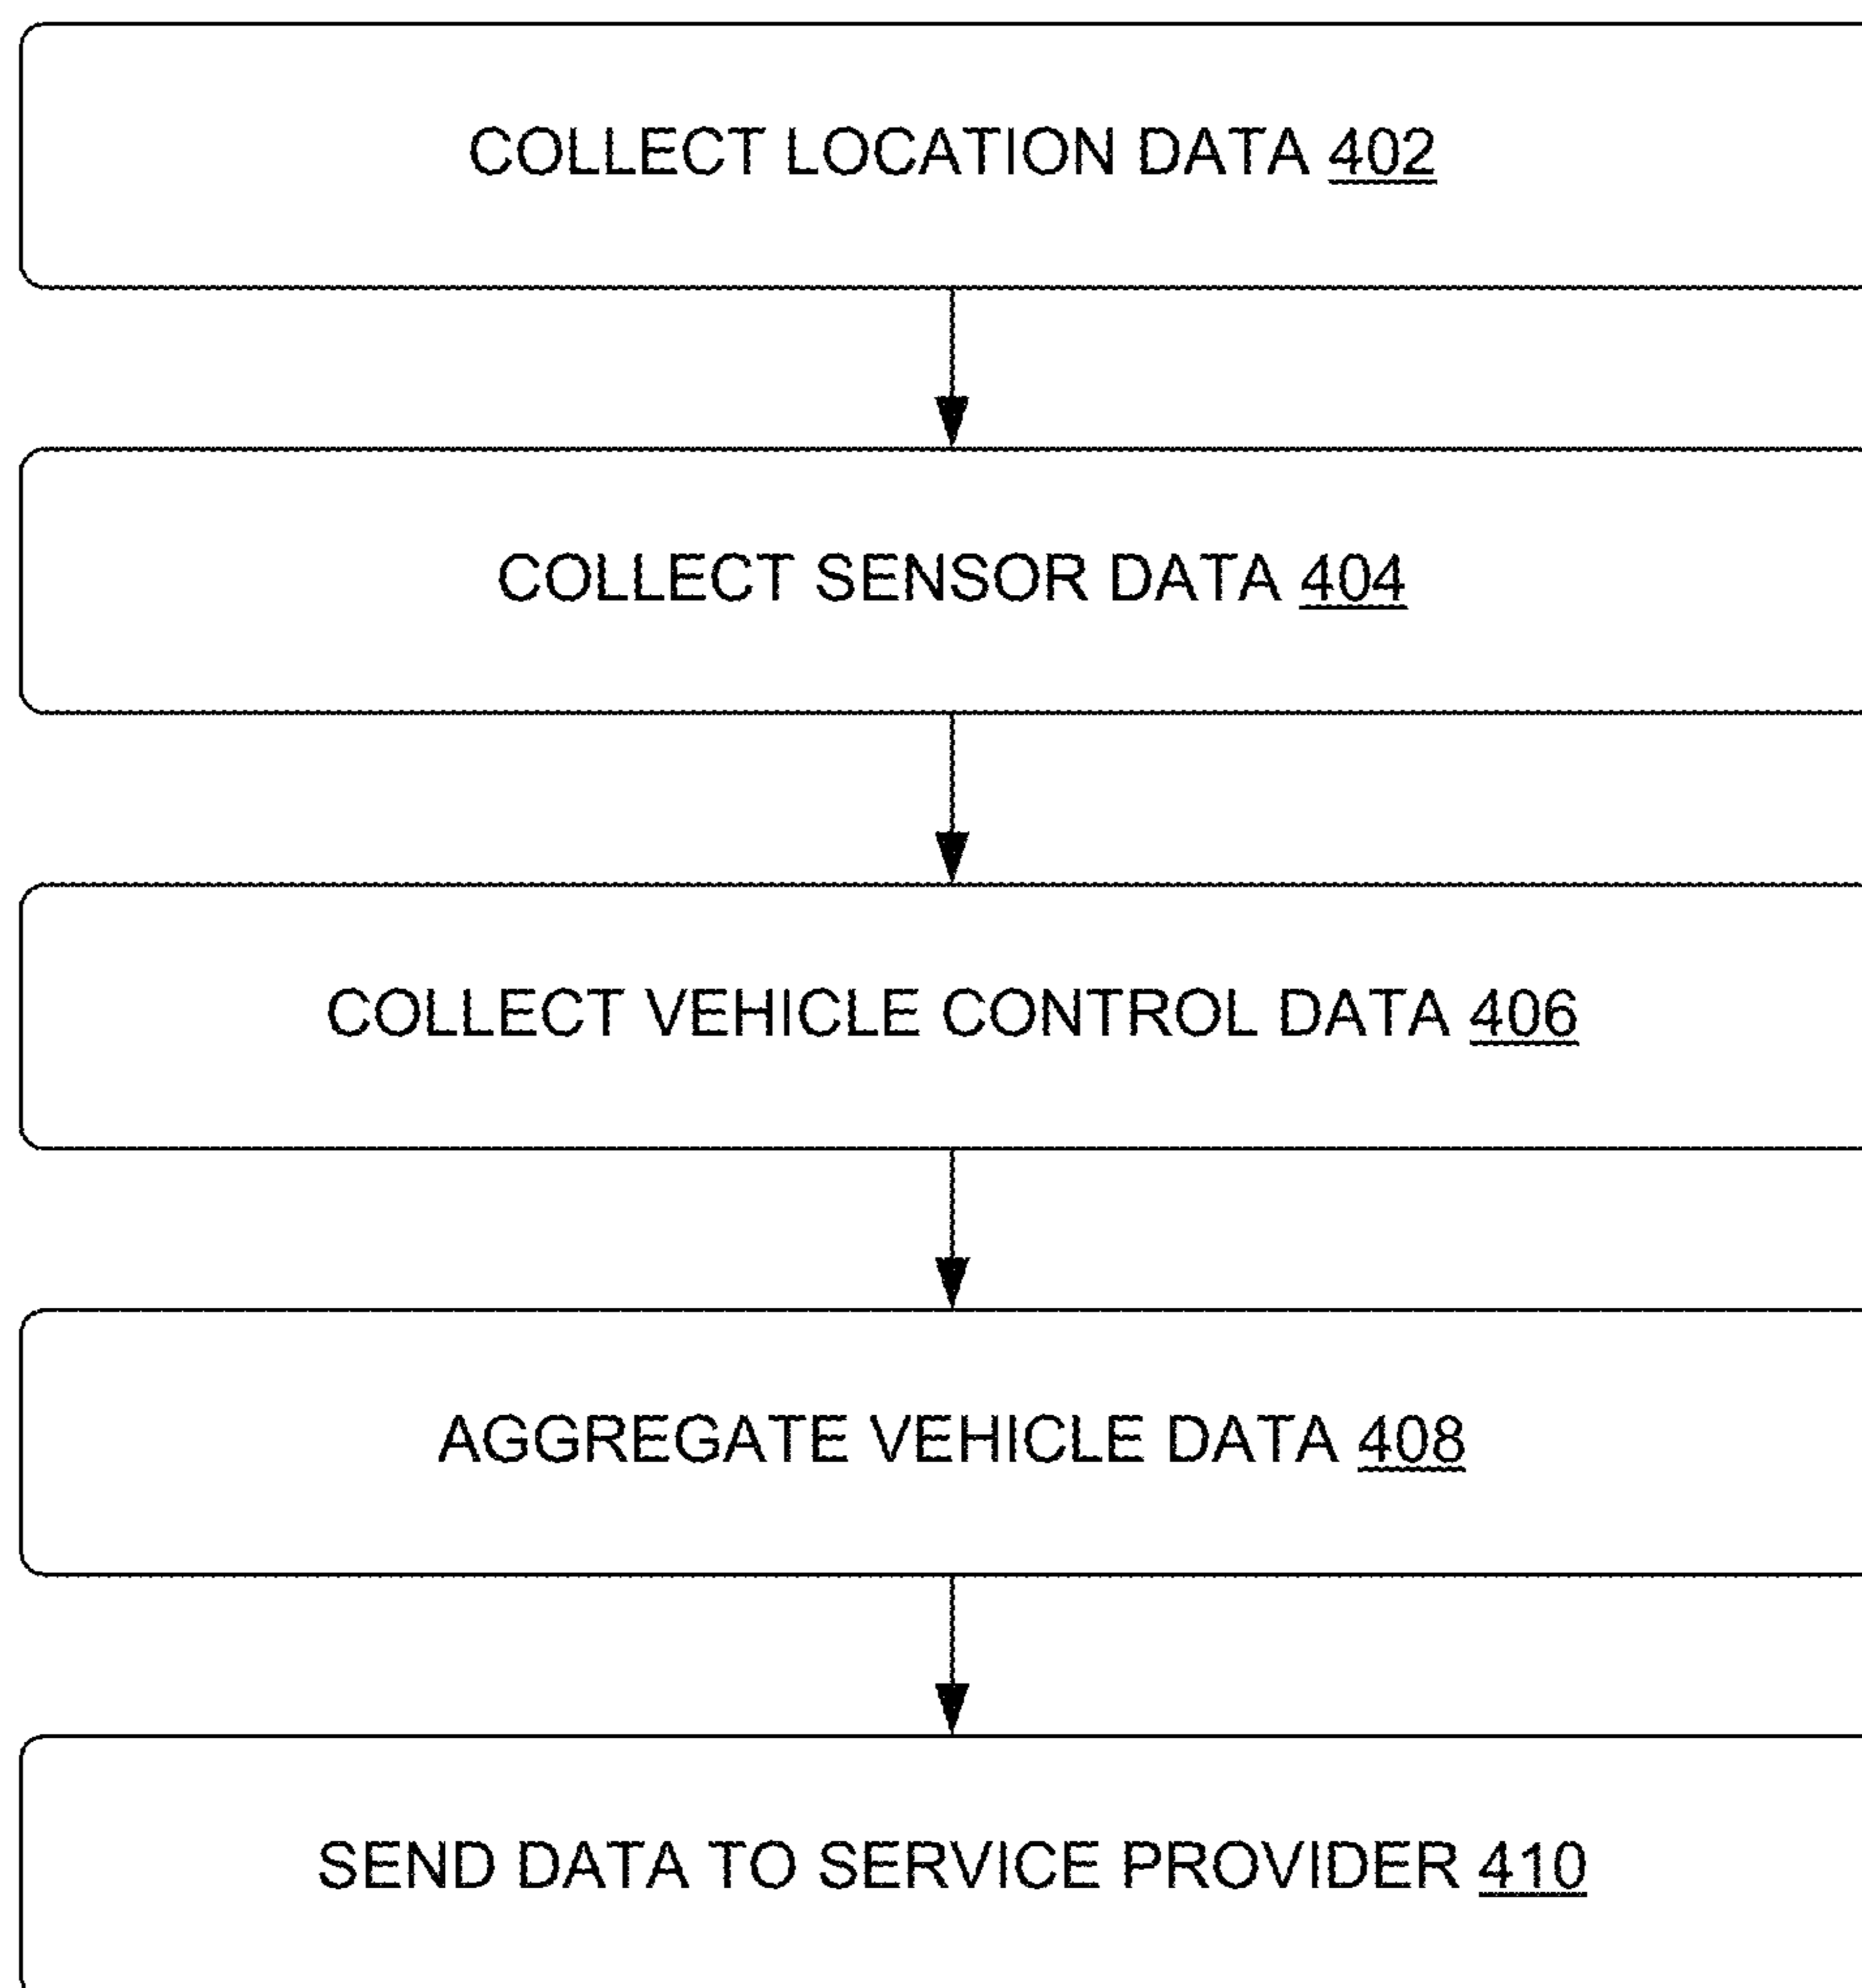 COLLECT LOCATION DATA 402
COLLECT SENSOR DATA 404
COLLECT VEHICLE CONTROL DATA 406
AGGREGATE VEHICLE DATA 408
SEND DATA TO SERVICE PROVIDER 410